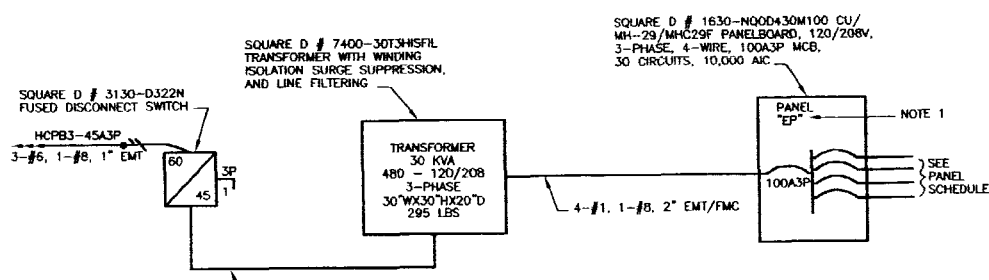 SQUARE D # 1630-NQOD430M100 CU/
MH-29/MHC29F PANELBOARD, 120/208V,
3-PHASE, 4-WIRE, 100A3P MCB,
30 CIRCUITS, 10,000 AIC
SQUARE D # 7400-30T3HISFIL
TRANSFORMER WITH WINDING
ISOLATION SURGE SUPPRESSION,
AND LINE FILTERING
SQUARE D # 3130-D322N
FUSED DISCONNECT SWITCH
HCPB3-45A3P
3-#6, 1-#8, 1" EMT
60
45
3P
1
TRANSFORMER
30 KVA
480 - 120/208
3-PHASE
30"WX30"HX20"D
295 LBS
4-#1, 1-#8, 2" EMT/FMC
PANEL
"EP"
NOTE 1
100A3P
SEE
PANEL
SCHEDULE